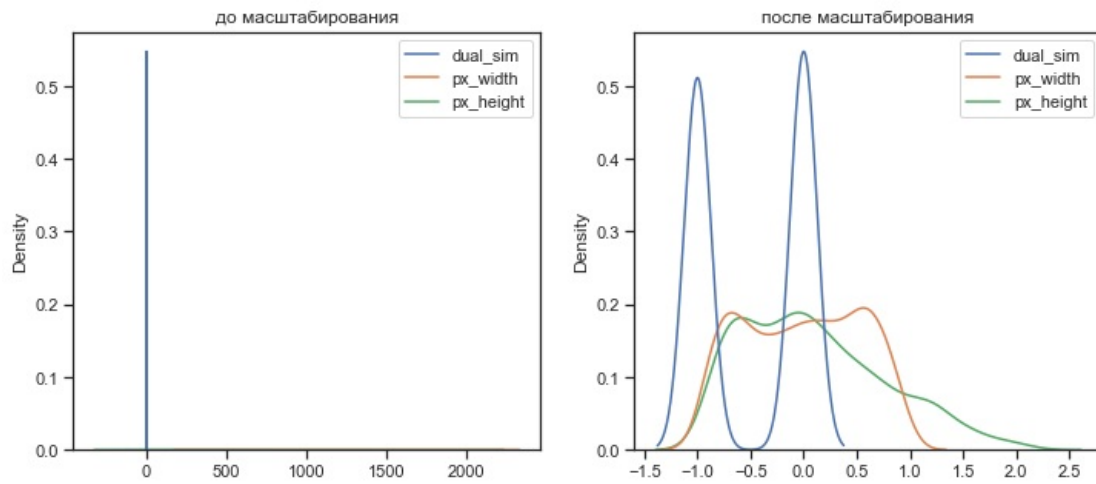 до масштабирования
dual_sim
px_width
px_height
Density
0.5
0.4
0.3
0.2
0.1
0.0
0
500
1000
1500
2000
после масштабирования
dual_sim
px_width
px_height
Density
0.5
0.4
0.3
0.2
0.1
0.0
−1.5
−1.0
−0.5
0.0
0.5
1.0
1.5
2.0
2.5